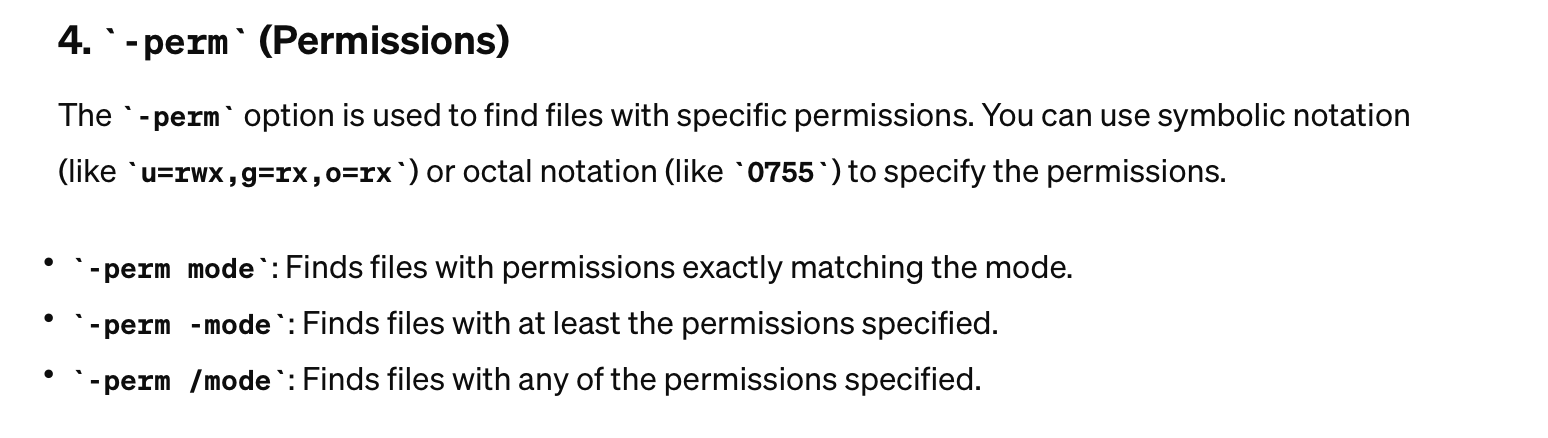 4. `-perm` (Permissions)
The `-perm` option is used to find files with specific permissions. You can use symbolic notation
(like `u=rwx,g=rx,o=rx`) or octal notation (like `0755`) to specify the permissions.
• `-perm mode`: Finds files with permissions exactly matching the mode.
• `-perm -mode`: Finds files with at least the permissions specified.
• `-perm /mode`: Finds files with any of the permissions specified.